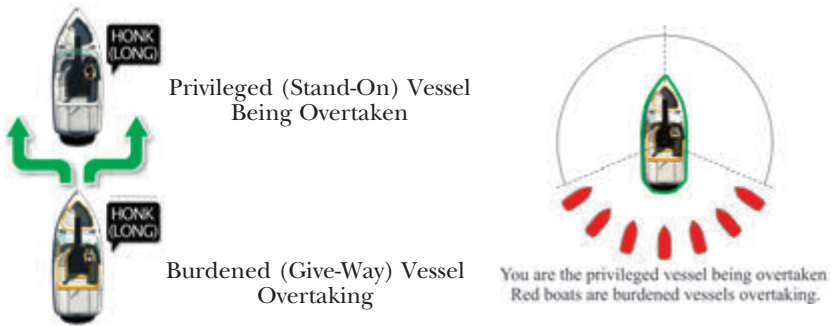 HONK
(LONG)
Privileged (Stand-On) Vessel
Being Overtaken
HONK
(LONG)
Burdened (Give-Way) Vessel
Overtaking
You are the privileged vessel being overtaken
Red boats are burdened vessels overtaking.